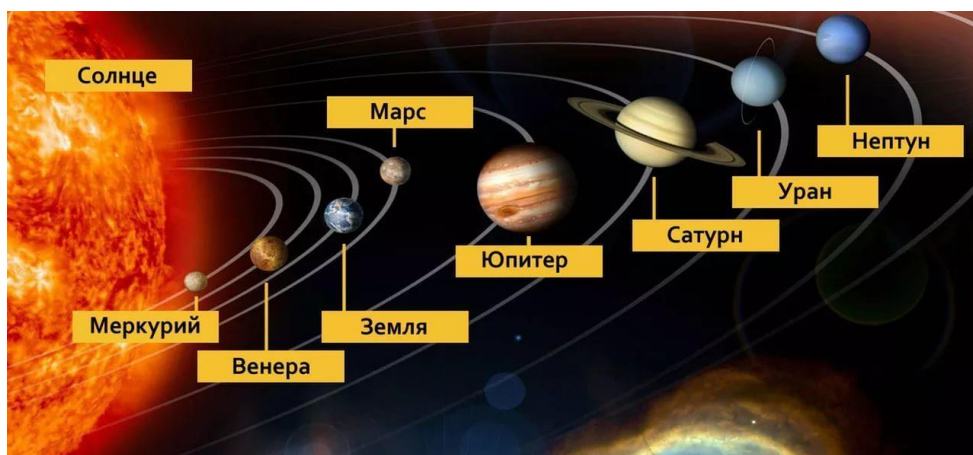 Солнце
Меркурий
Венера
Земля
Марс
Юпитер
Сатурн
Уран
Нептун